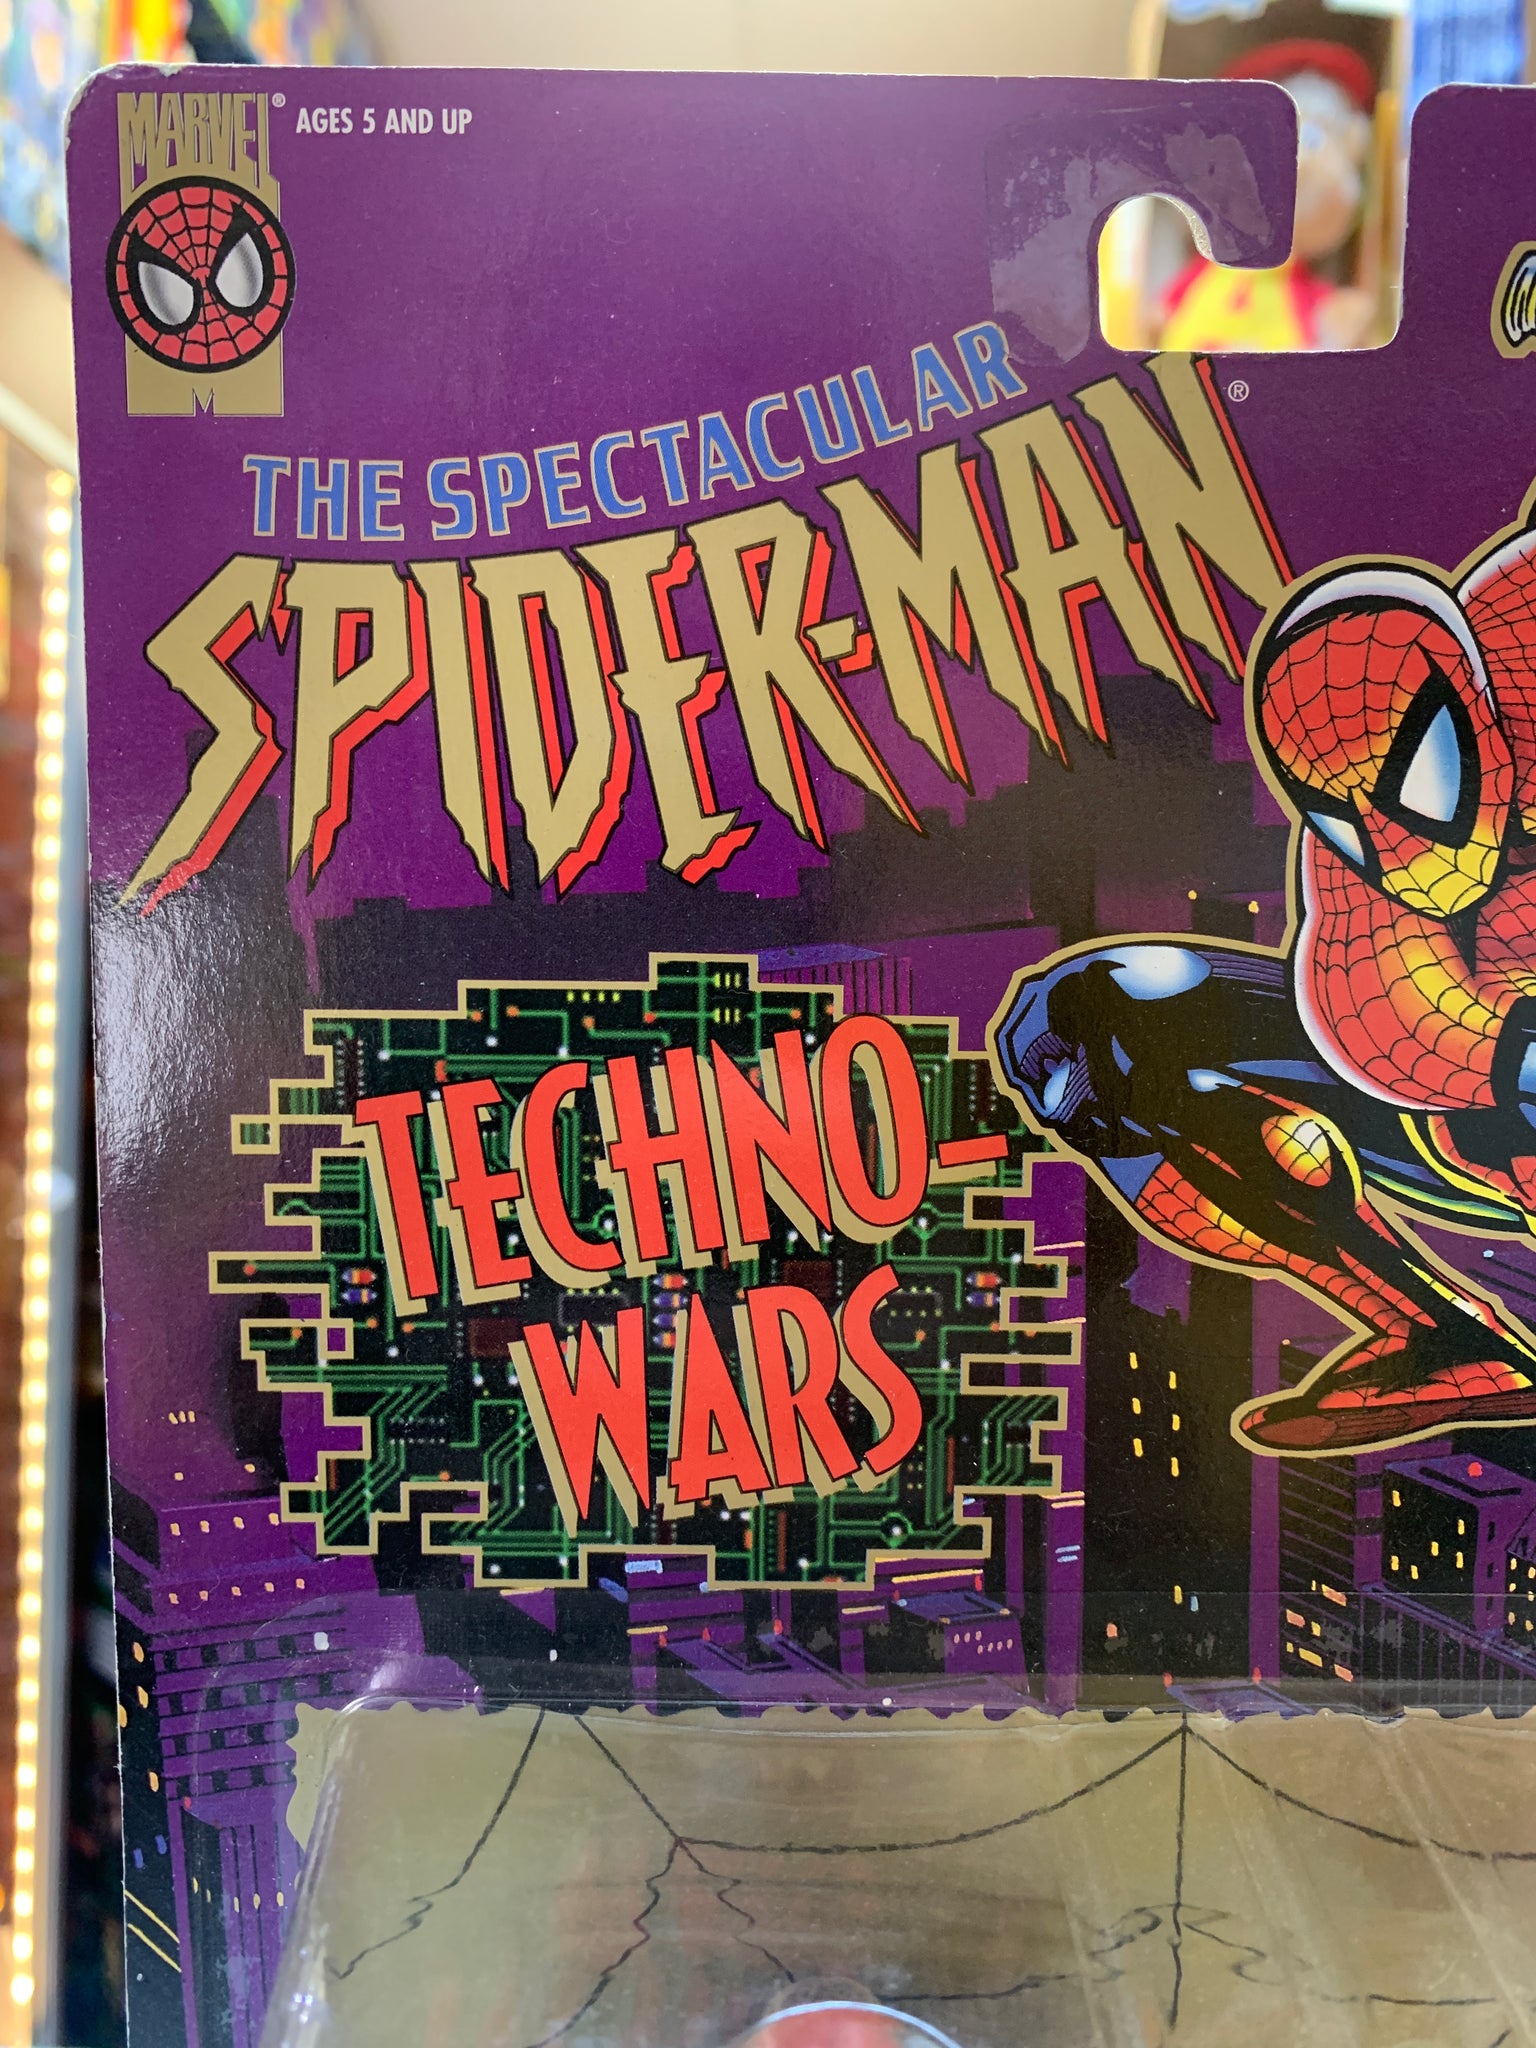 MARVEL®
AGES 5 AND UP
M
THE SPECTACULAR
SPIDER-MAN®
TECHNO-
WARS